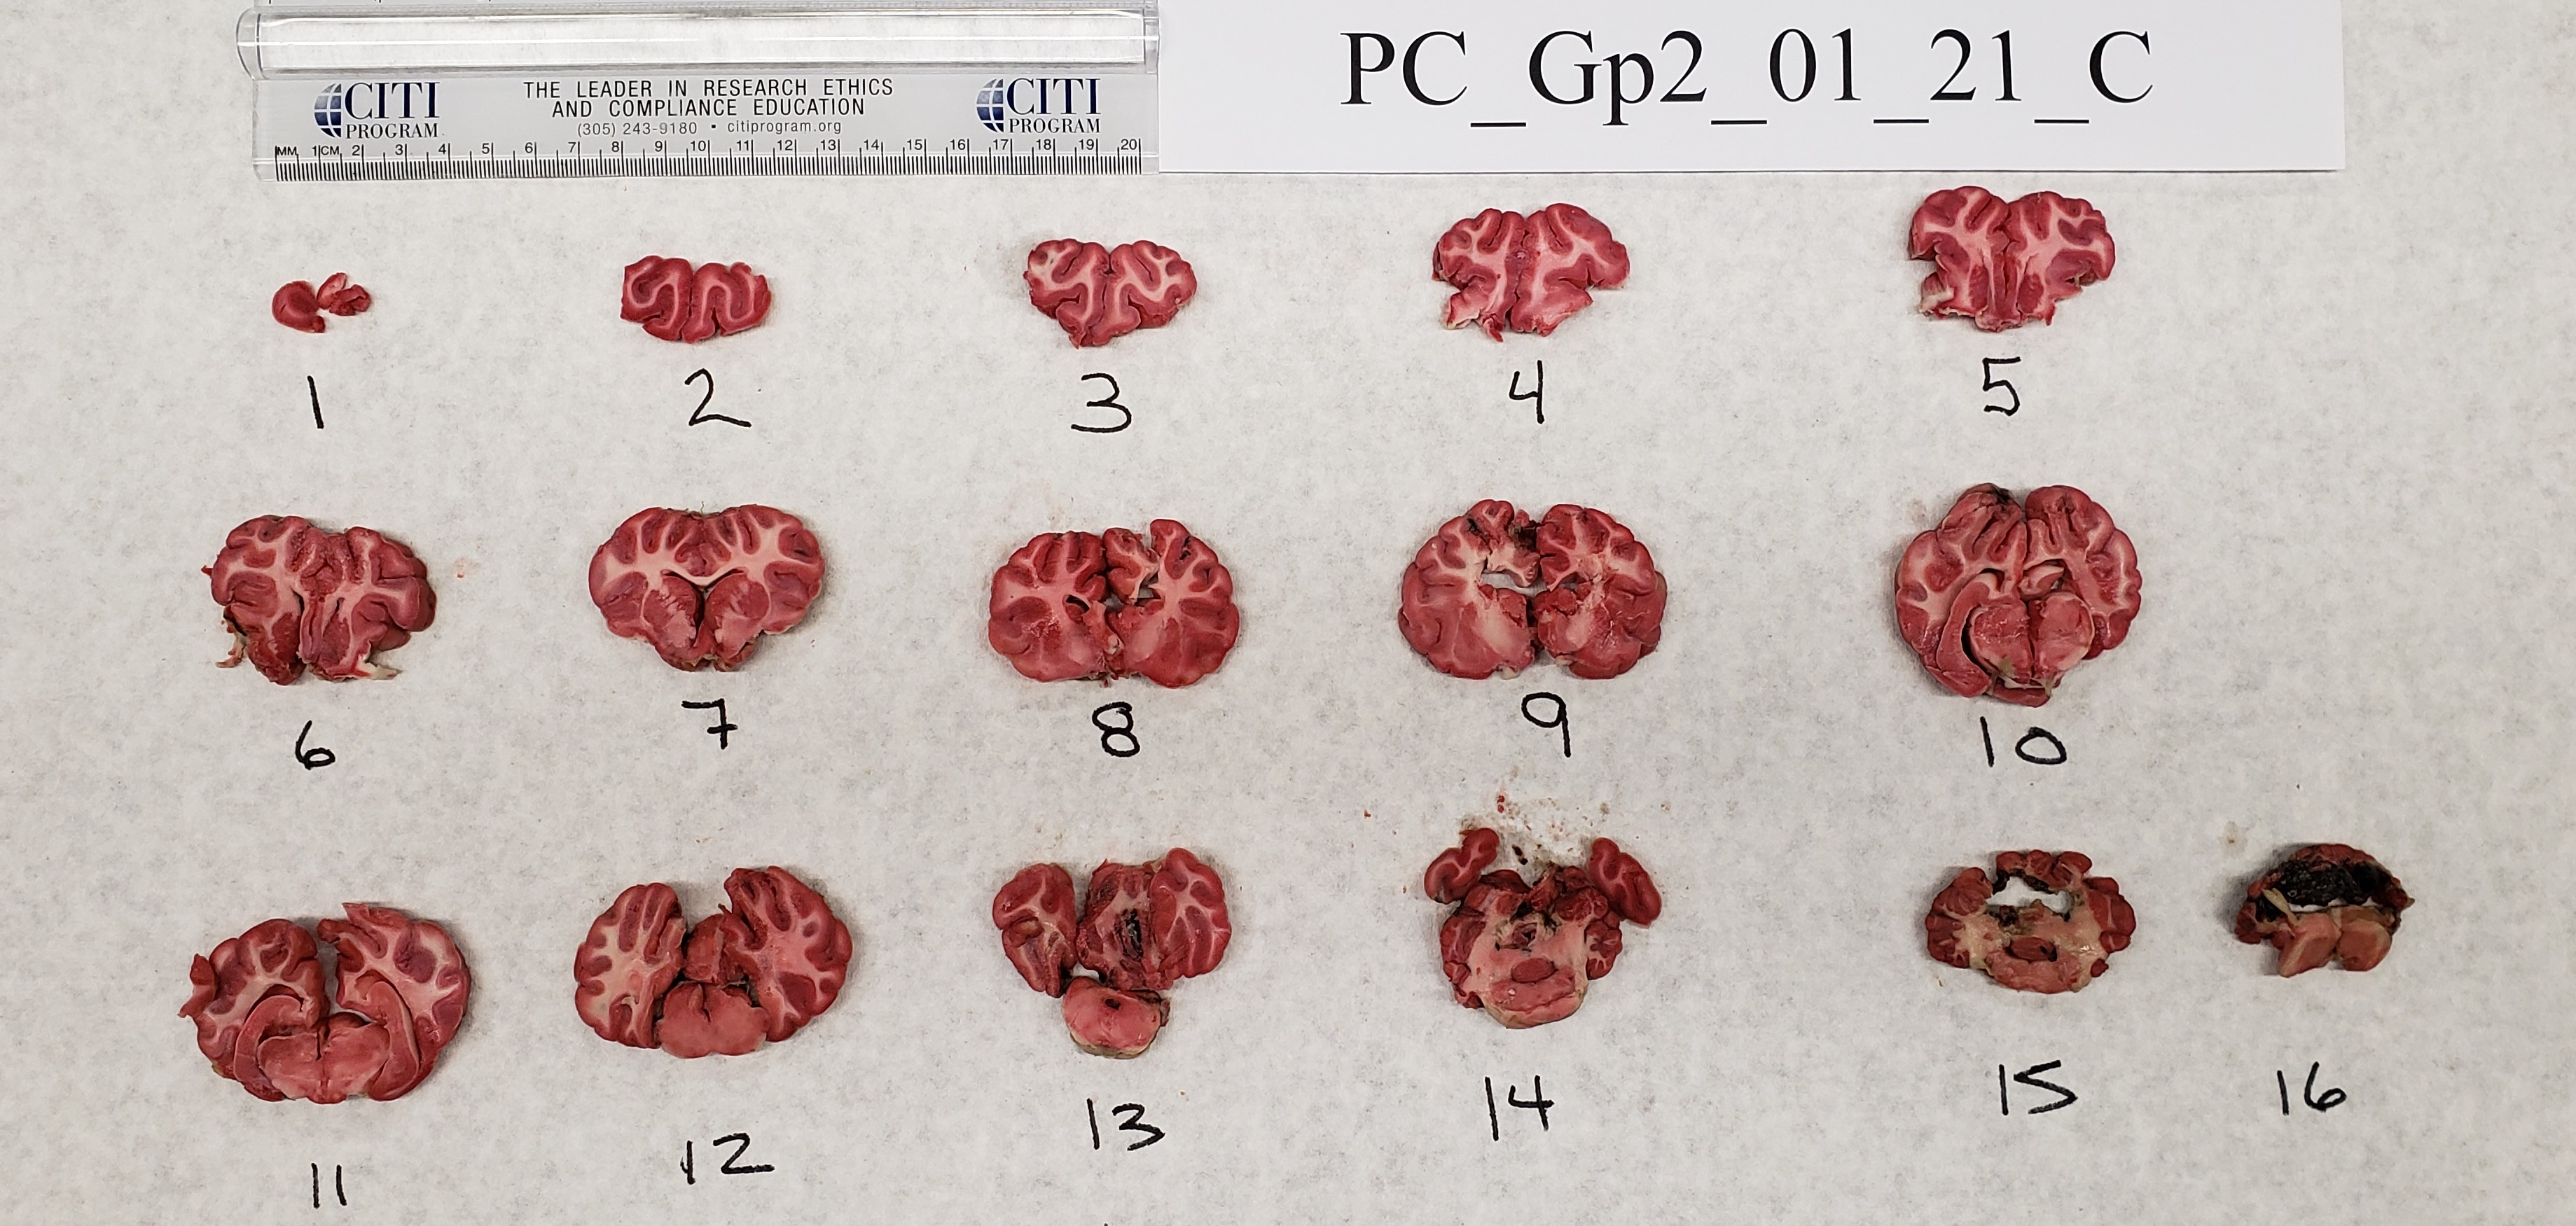 CITI
PROGRAM
THE LEADER IN RESEARCH ETHICS
AND COMPLIANCE EDUCATION
(305) 243-9180 • citiprogram.org
CITI
PROGRAM
MM 1 CM 2 3 4 5 6 7 8 9 10 11 12 13 14 15 16 17 18 19 20
PC_Gp2_01_21_C
1 2 3 4 5
6 7 8 9 10
11 12 13 14 15 16